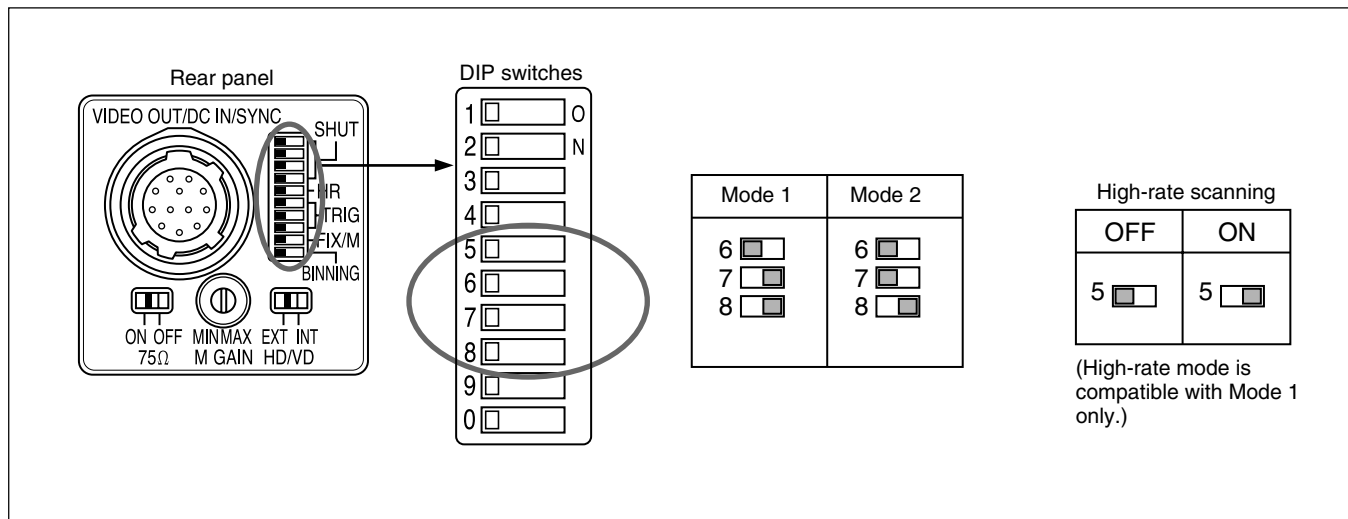 Rear panel
VIDEO OUT/DC IN/SYNC
SHUT
HR
TRIG
FIX/M
BINNING
ON OFF
75Ω
MIN MAX
M GAIN
EXT INT
HD/VD
DIP switches
1 O
2 N
3
4
5
6
7
8
9
0
Mode 1 Mode 2
6 6
7 7
8 8
High-rate scanning
OFF ON
5 5
(High-rate mode is
compatible with Mode 1
only.)